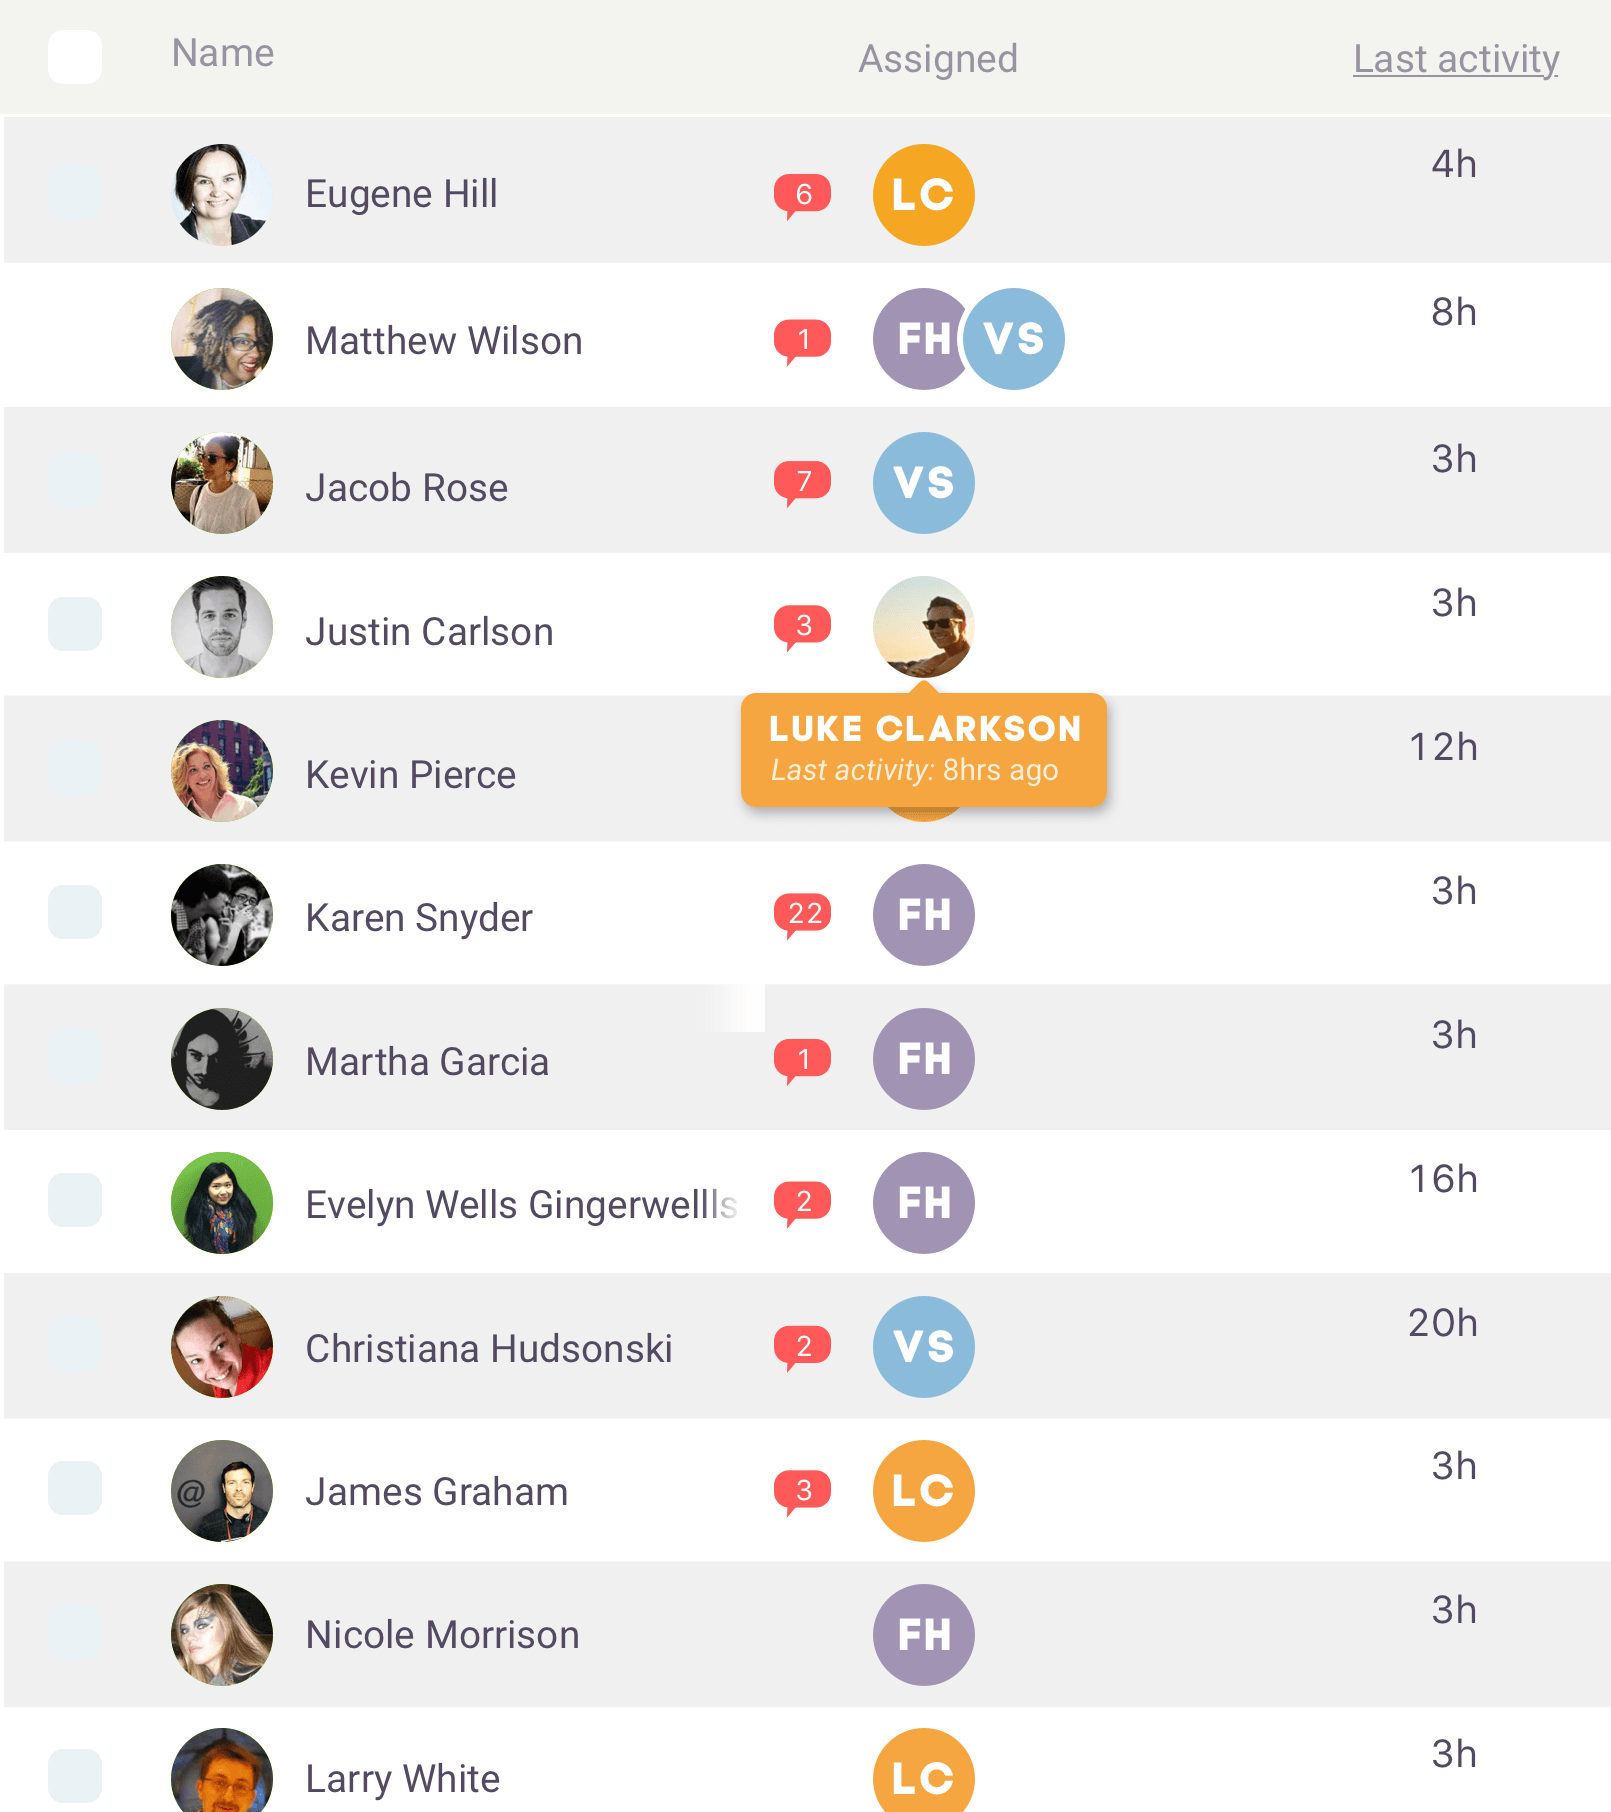 Name Assigned Last activity
Eugene Hill 6 LC 4h
Matthew Wilson 1 FH VS 8h
Jacob Rose 7 VS 3h
Justin Carlson 3 3h
LUKE CLARKSON
Last activity: 8hrs ago
Kevin Pierce 12h
Karen Snyder 22 FH 3h
Martha Garcia 1 FH 3h
Evelyn Wells Gingerwellls 2 FH 16h
Christiana Hudsonski 2 VS 20h
@
James Graham 3 LC 3h
Nicole Morrison FH 3h
Larry White LC 3h